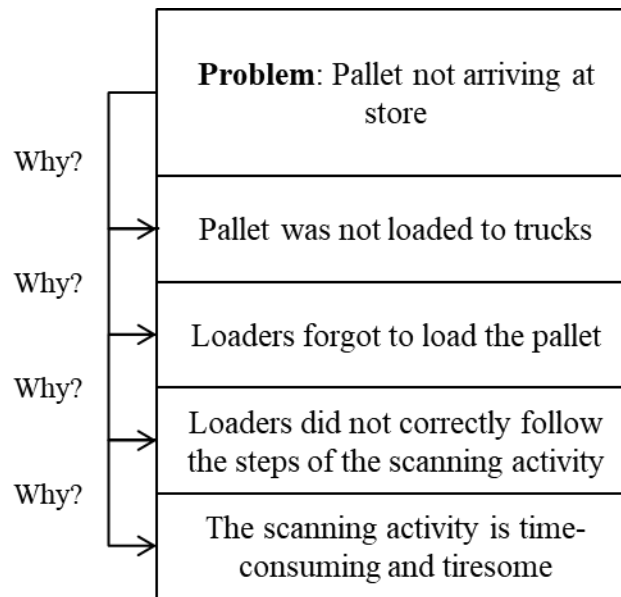 Problem: Pallet not arriving at
store
Why?
Pallet was not loaded to trucks
Why?
Loaders forgot to load the pallet
Why?
Loaders did not correctly follow
the steps of the scanning activity
Why?
The scanning activity is time-
consuming and tiresome